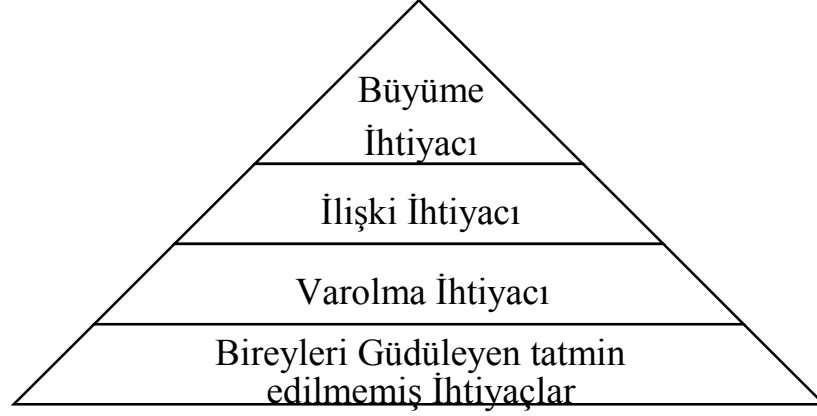 Büyüme
İhtiyacı
İlişki İhtiyacı
Varolma İhtiyacı
Bireyleri Güdüleyen tatmin
edilmemiş İhtiyaçlar